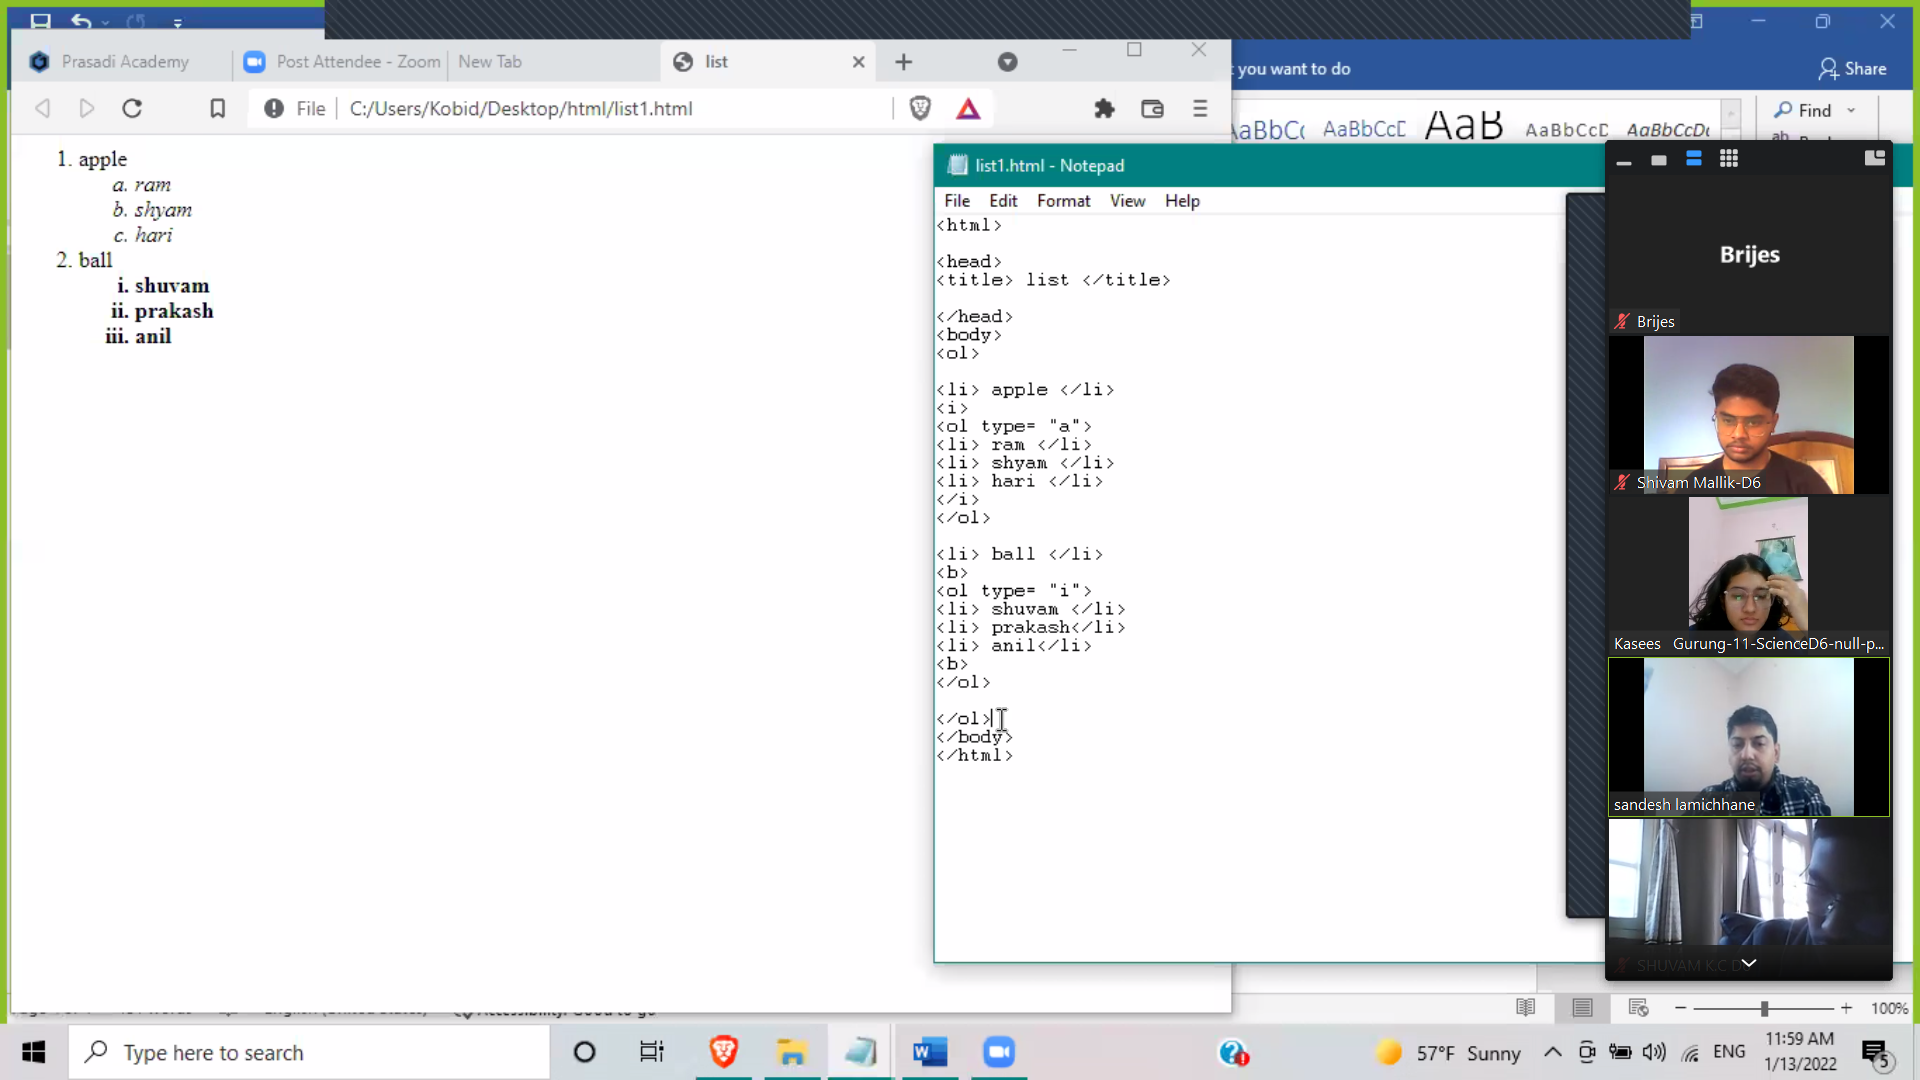 Prasadi Academy
Post Attendee - Zoom
New Tab
list
you want to do
Share
File
C:/Users/Kobid/Desktop/html/list1.html
AaBbCcD
AaB
AaBbCcD
AaBbCcDc
Find
1. apple
a. ram
b. shyam
c. hari
2. ball
i. shuvam
ii. prakash
iii. anil
list1.html - Notepad
File Edit Format View Help
<html>
<head>
<title> list </title>
</head>
<body>
<ol>
<li> apple </li>
<i>
<ol type= "a">
<li> ram </li>
<li> shyam </li>
<li> hari </li>
</i>
</ol>
<li> ball </li>
<b>
<ol type= "i">
<li> shuvam </li>
<li> prakash</li>
<li> anil</li>
<b>
</ol>
</ol>
</body>
</html>
Brijes
Brijes
Shivam Mallik-D6
Kasees Gurung-11-ScienceD6-null-p...
sandesh lamichhane
SHUVAM K.C D
100%
Type here to search
57°F Sunny
ENG
11:59 AM
1/13/2022
5